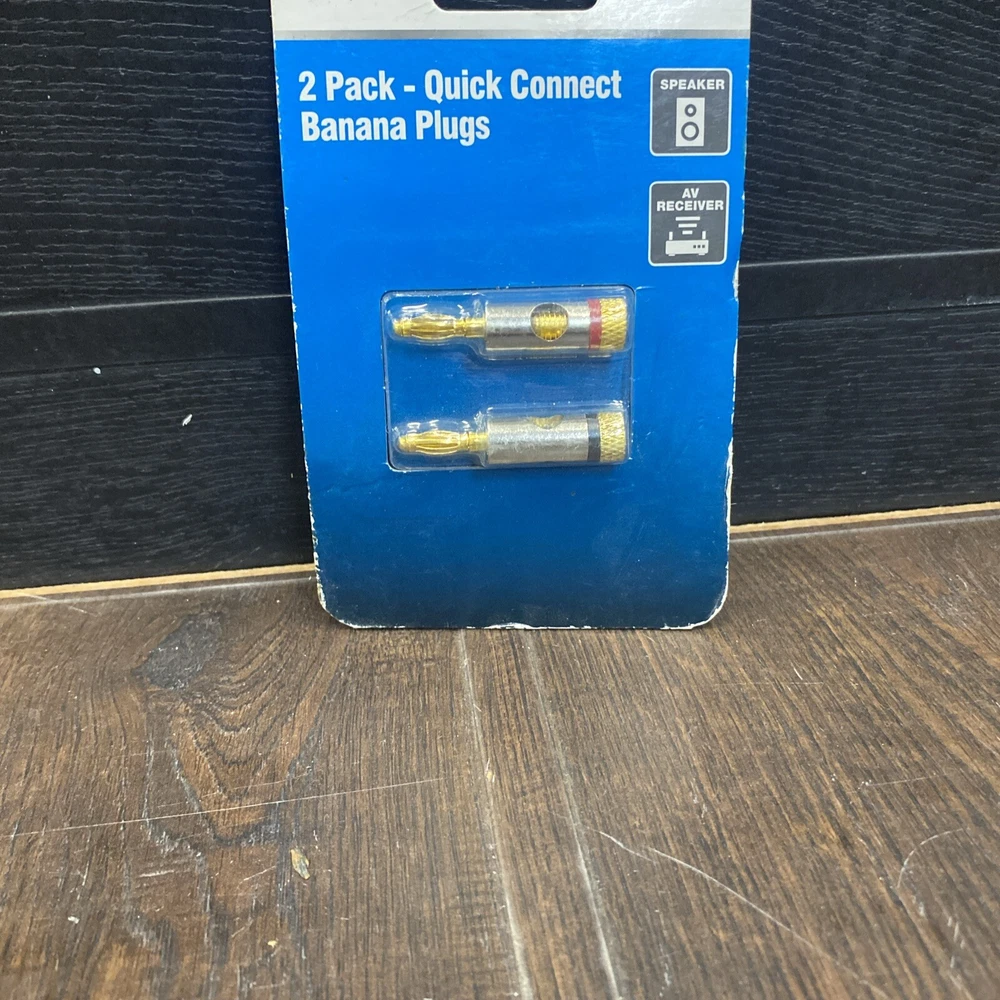 2 Pack - Quick Connect
Banana Plugs
SPEAKER
AV
RECEIVER